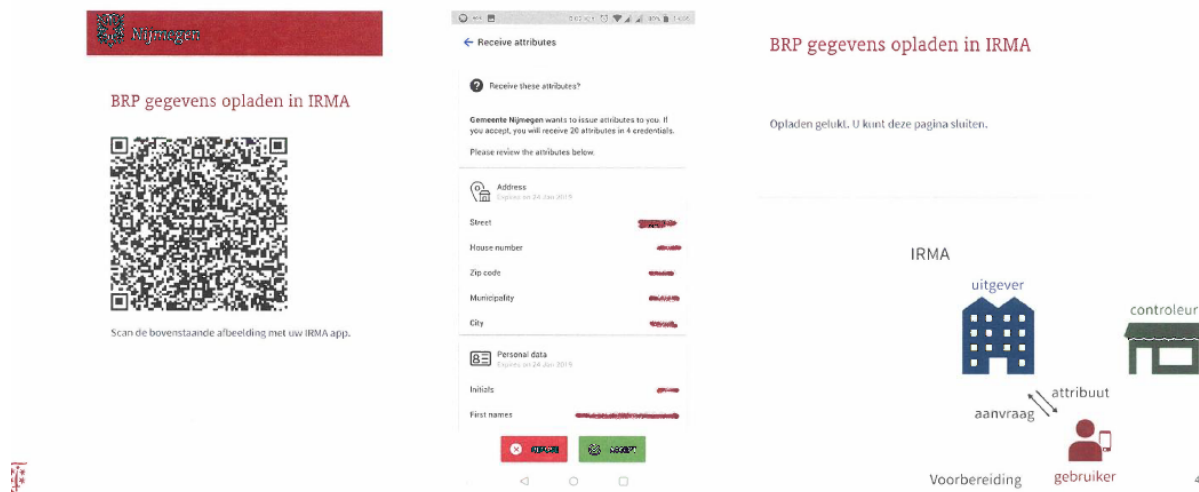 Nijmegen
BRP gegevens opladen in IRMA
Scan de bovenstaande afbeelding met uw IRMA app.
Receive attributes
Receive these attributes?
Gemeente Nijmegen wants to issue attributes to you. If
you accept, you will receive 20 attributes in 4 credentials.
Please review the attributes below.
Address
Expires on 24 Jan 2019
Street
House number
Zip code
Municipality
City
Personal data
Expires on 24 Jan 2019
Initials
First names
BRP gegevens opladen in IRMA
Opladen gelukt. U kunt deze pagina sluiten.
IRMA
uitgever
controleur
attribuut
aanvraag
Voorbereiding
gebruiker